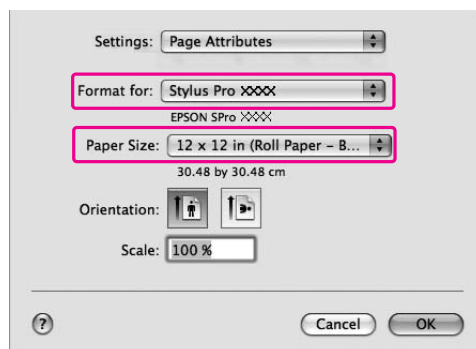 Settings: Page Attributes
Format for: Stylus Pro XXXX
EPSON SPro XXXX
Paper Size: 12 x 12 in (Roll Paper – B...
30.48 by 30.48 cm
Orientation:
Scale: 100 %
? Cancel OK